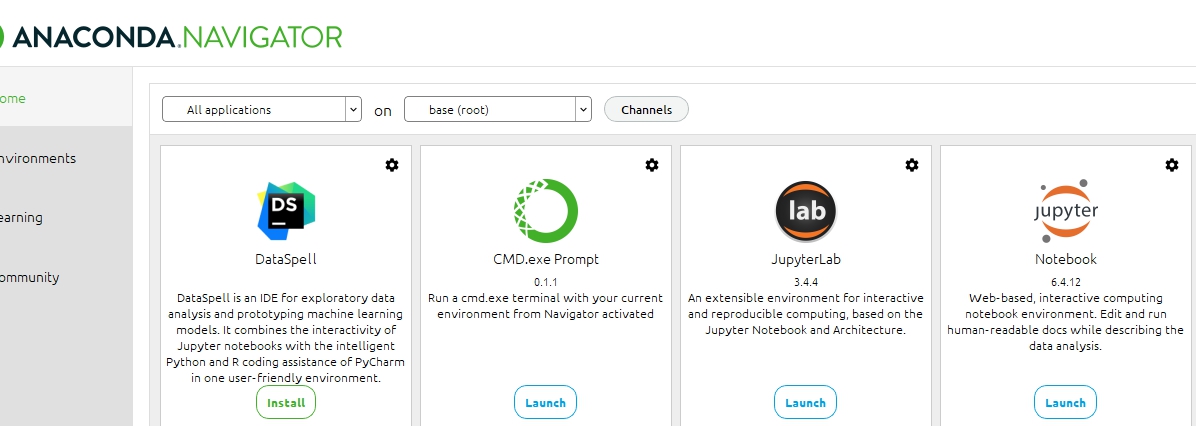 ANACONDA.NAVIGATOR
ome
nvironments
earning
ommunity
All applications on base (root) Channels
DS
DataSpell
DataSpell is an IDE for exploratory data
analysis and prototyping machine learning
models. It combines the interactivity of
Jupyter notebooks with the intelligent
Python and R coding assistance of PyCharm
in one user-friendly environment.
Install
CMD.exe Prompt
0.1.1
Run a cmd.exe terminal with your current
environment from Navigator activated
Launch
lab
JupyterLab
3.4.4
An extensible environment for interactive
and reproducible computing, based on the
Jupyter Notebook and Architecture.
Launch
jupyter
Notebook
6.4.12
Web-based, interactive computing
notebook environment. Edit and run
human-readable docs while describing the
data analysis.
Launch